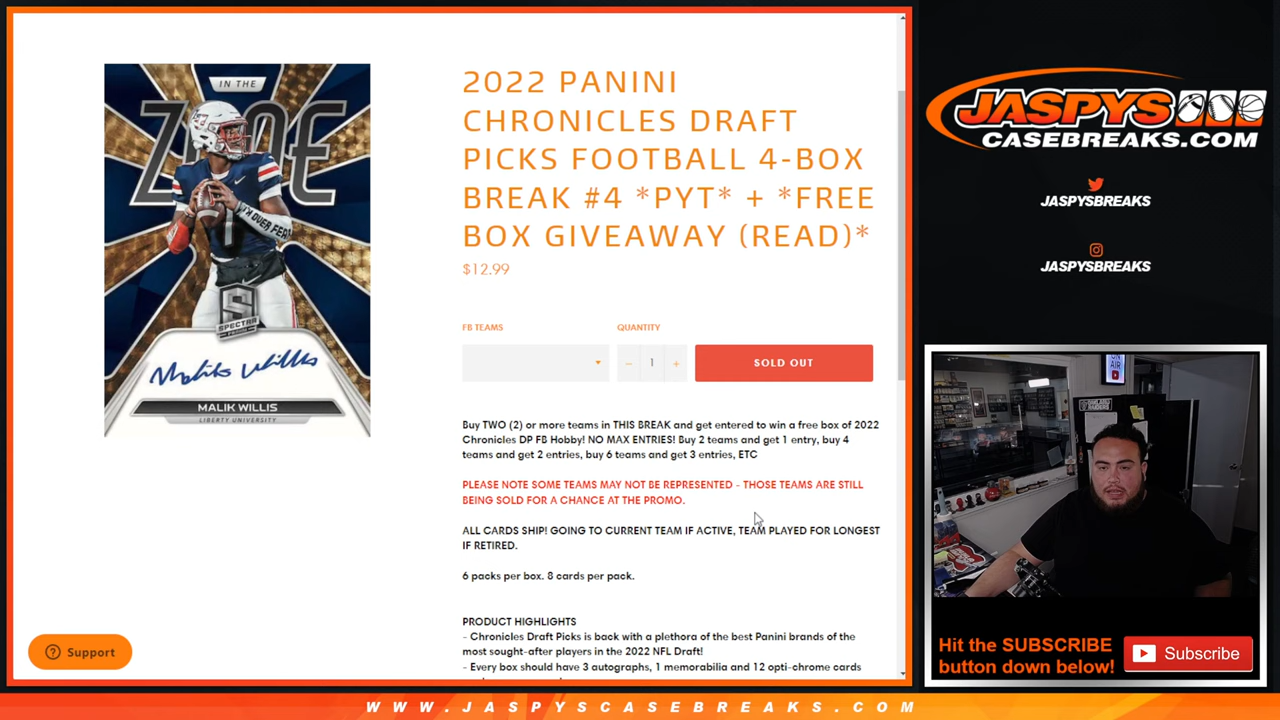 IN THE
ZONE
SPECTRA
MALIK WILLIS
LIBERTY UNIVERSITY
2022 PANINI
CHRONICLES DRAFT
PICKS FOOTBALL 4-BOX
BREAK #4 *PYT* + *FREE
BOX GIVEAWAY (READ)*
$12.99
FB TEAMS
QUANTITY
− 1 +
SOLD OUT
Buy TWO (2) or more teams in THIS BREAK and get entered to win a free box of 2022
Chronicles DP FB Hobby! NO MAX ENTRIES! Buy 2 teams and get 1 entry, buy 4
teams and get 2 entries, buy 6 teams and get 3 entries, ETC
PLEASE NOTE SOME TEAMS MAY NOT BE REPRESENTED - THOSE TEAMS ARE STILL
BEING SOLD FOR A CHANCE AT THE PROMO.
ALL CARDS SHIP! GOING TO CURRENT TEAM IF ACTIVE, TEAM PLAYED FOR LONGEST
IF RETIRED.
6 packs per box. 8 cards per pack.
PRODUCT HIGHLIGHTS
- Chronicles Draft Picks is back with a plethora of the best Panini brands of the
most sought-after players in the 2022 NFL Draft!
- Every box should have 3 autographs, 1 memorabilia and 12 opti-chrome cards
Support
JASPYS
CASEBREAKS.COM
JASPYSBREAKS
JASPYSBREAKS
ON
AIR
Hit the SUBSCRIBE
button down below!
Subscribe
WWW.JASPYSCASEBREAKS.COM